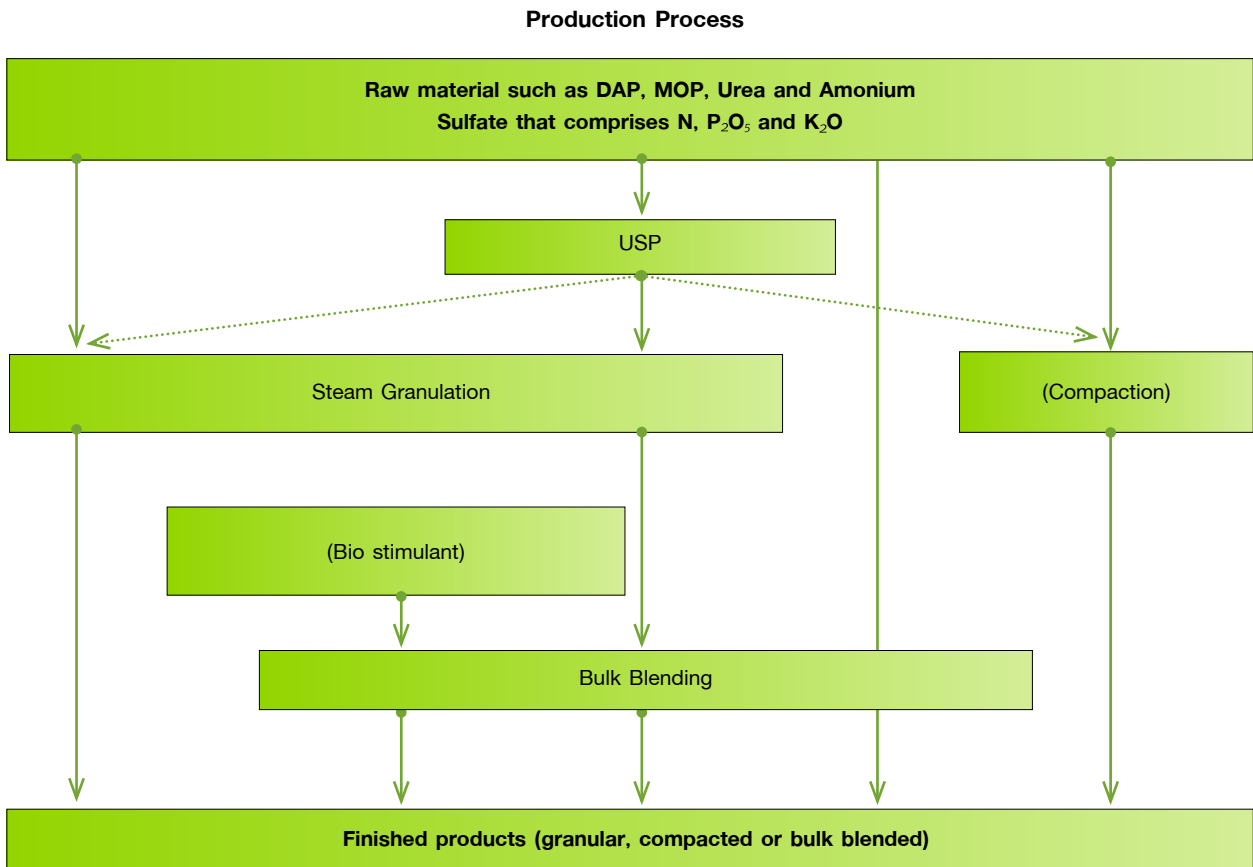 Production Process
Raw material such as DAP, MOP, Urea and Amonium
Sulfate that comprises N, P₂O₅ and K₂O
USP
Steam Granulation
(Compaction)
(Bio stimulant)
Bulk Blending
Finished products (granular, compacted or bulk blended)